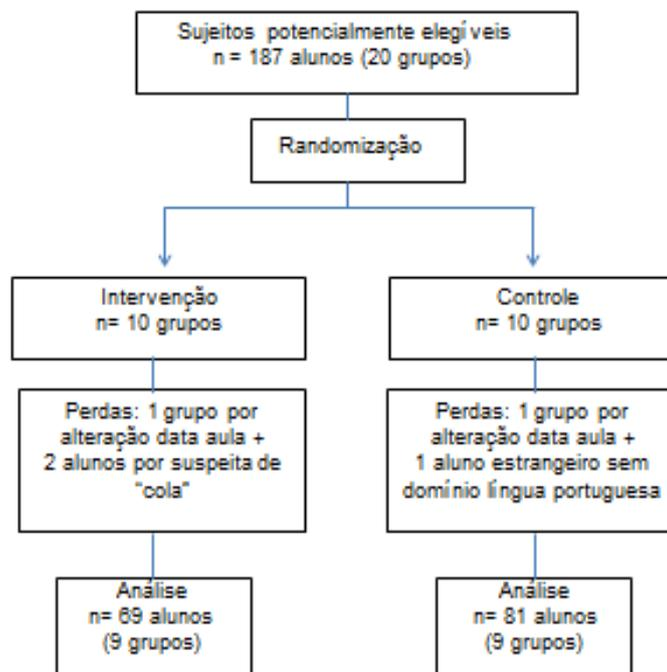 Sujeitos potencialmente elegíveis
n = 187 alunos (20 grupos)
Randomização
Intervenção
n= 10 grupos
Controle
n= 10 grupos
Perdas: 1 grupo por
alteração data aula +
2 alunos por suspeita de
"cola"
Perdas: 1 grupo por
alteração data aula +
1 aluno estrangeiro sem
domínio língua portuguesa
Análise
n= 69 alunos
(9 grupos)
Análise
n= 81 alunos
(9 grupos)